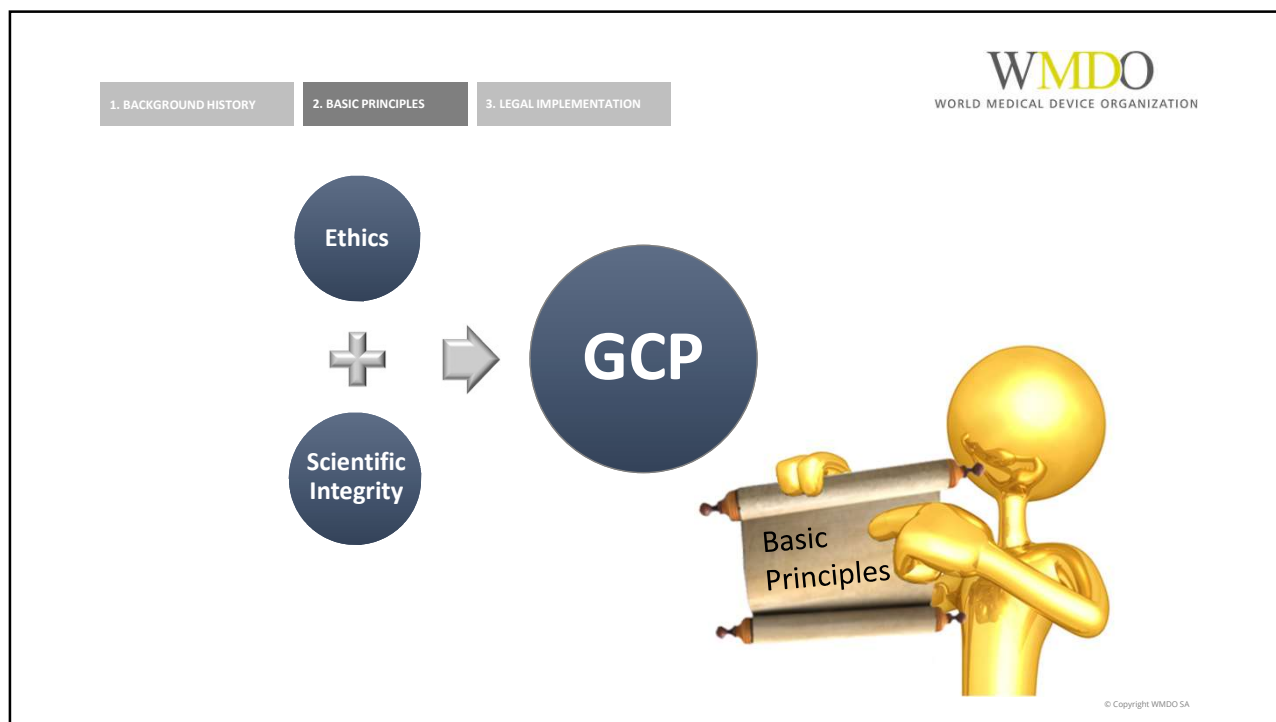 1. BACKGROUND HISTORY
2. BASIC PRINCIPLES
3. LEGAL IMPLEMENTATION
WMDO
WORLD MEDICAL DEVICE ORGANIZATION
Ethics
GCP
Scientific
Integrity
Basic
Principles
© Copyright WMDO SA